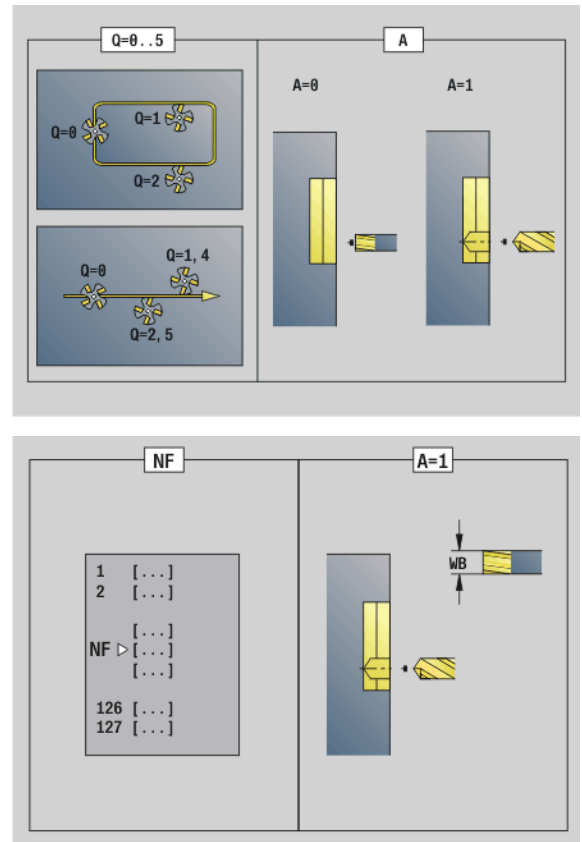 Q=0..5
A
Q=0
Q=1
Q=2
Q=0
Q=1,4
Q=2,5
A=0
A=1
NF
A=1
1 [...]
2 [...]
[...]
NF ▷ [...]
[...]
126 [...]
127 [...]
WB